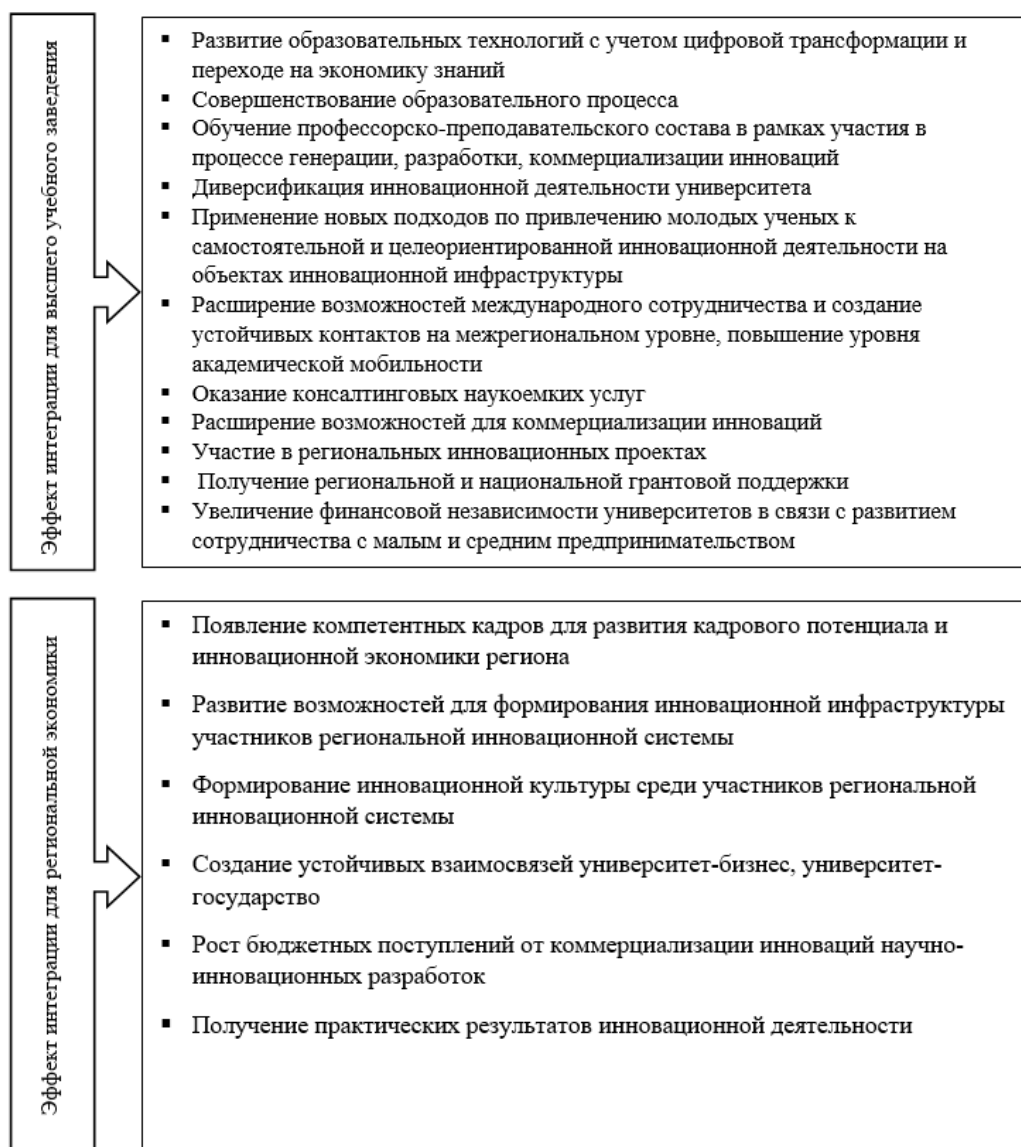 Эффект интеграции для высшего учебного заведения
▪ Развитие образовательных технологий с учетом цифровой трансформации и
переходе на экономику знаний
▪ Совершенствование образовательного процесса
▪ Обучение профессорско-преподавательского состава в рамках участия в
процессе генерации, разработки, коммерциализации инноваций
▪ Диверсификация инновационной деятельности университета
▪ Применение новых подходов по привлечению молодых ученых к
самостоятельной и целеориентированной инновационной деятельности на
объектах инновационной инфраструктуры
▪ Расширение возможностей международного сотрудничества и создание
устойчивых контактов на межрегиональном уровне, повышение уровня
академической мобильности
▪ Оказание консалтинговых наукоемких услуг
▪ Расширение возможностей для коммерциализации инноваций
▪ Участие в региональных инновационных проектах
▪ Получение региональной и национальной грантовой поддержки
▪ Увеличение финансовой независимости университетов в связи с развитием
сотрудничества с малым и средним предпринимательством
Эффект интеграции для региональной экономики
▪ Появление компетентных кадров для развития кадрового потенциала и
инновационной экономики региона
▪ Развитие возможностей для формирования инновационной инфраструктуры
участников региональной инновационной системы
▪ Формирование инновационной культуры среди участников региональной
инновационной системы
▪ Создание устойчивых взаимосвязей университет-бизнес, университет-
государство
▪ Рост бюджетных поступлений от коммерциализации инноваций научно-
инновационных разработок
▪ Получение практических результатов инновационной деятельности